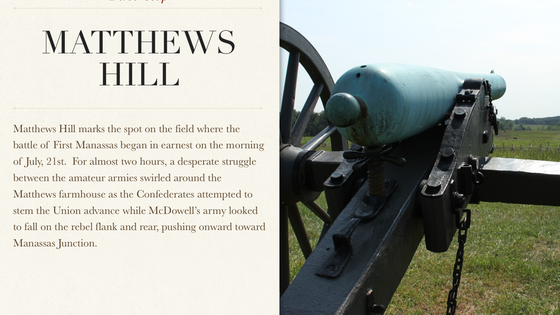 MATTHEWS
HILL
Matthews Hill marks the spot on the field where the
battle of First Manassas began in earnest on the morning
of July, 21st.  For almost two hours, a desperate struggle
between the amateur armies swirled around the
Matthews farmhouse as the Confederates attempted to
stem the Union advance while McDowell's army looked
to fall on the rebel flank and rear, pushing onward toward
Manassas Junction.